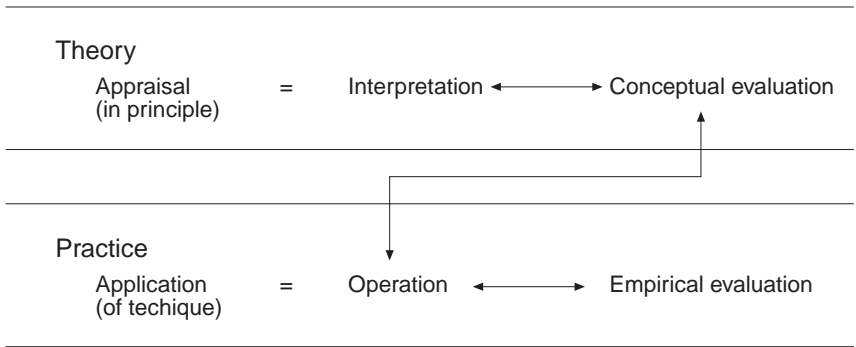 Theory
Appraisal = Interpretation Conceptual evaluation
(in principle)
Practice
Application = Operation Empirical evaluation
(of techique)